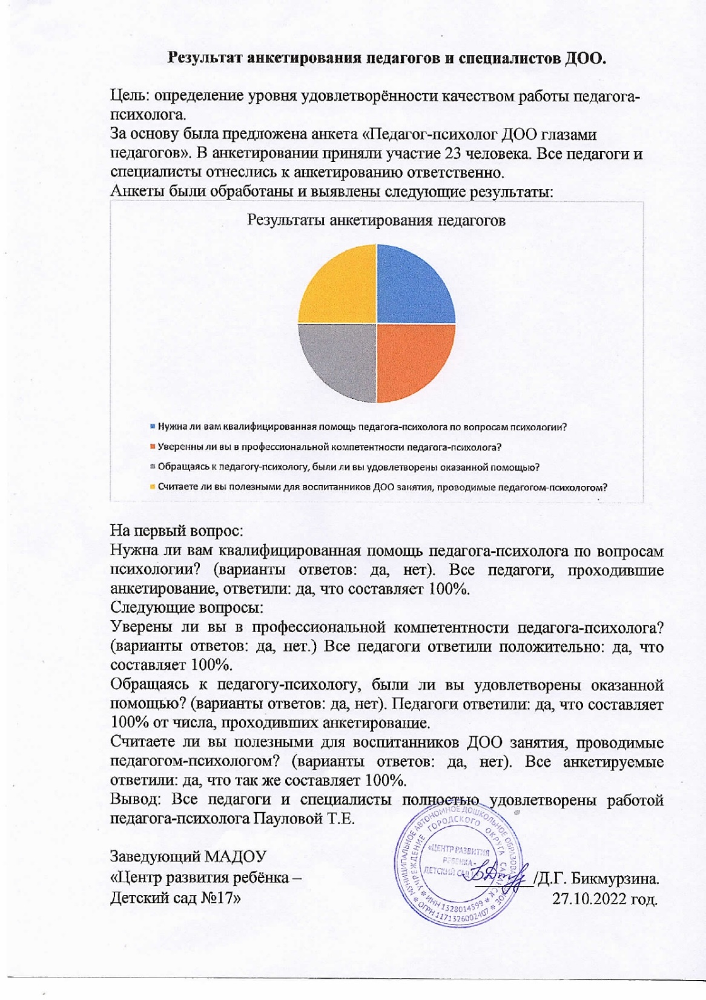 Результат анкетирования педагогов и специалистов ДОО.
Цель: определение уровня удовлетворённости качеством работы педагога-
психолога.
За основу была предложена анкета «Педагог-психолог ДОО глазами
педагогов». В анкетировании приняли участие 23 человека. Все педагоги и
специалисты отнеслись к анкетированию ответственно.
Анкеты были обработаны и выявлены следующие результаты:
Результаты анкетирования педагогов
Нужна ли вам квалифицированная помощь педагога-психолога по вопросам психологии?
Уверенны ли вы в профессиональной компетентности педагога-психолога?
Обращаясь к педагогу-психологу, были ли вы удовлетворены оказанной помощью?
Считаете ли вы полезными для воспитанников ДОО занятия, проводимые педагогом-психологом?
На первый вопрос:
Нужна ли вам квалифицированная помощь педагога-психолога по вопросам
психологии? (варианты ответов: да, нет). Все педагоги, проходившие
анкетирование, ответили: да, что составляет 100%.
Следующие вопросы:
Уверены ли вы в профессиональной компетентности педагога-психолога?
(варианты ответов: да, нет.) Все педагоги ответили положительно: да, что
составляет 100%.
Обращаясь к педагогу-психологу, были ли вы удовлетворены оказанной
помощью? (варианты ответов: да, нет). Педагоги ответили: да, что составляет
100% от числа, проходивших анкетирование.
Считаете ли вы полезными для воспитанников ДОО занятия, проводимые
педагогом-психологом? (варианты ответов: да, нет). Все анкетируемые
ответили: да, что так же составляет 100%.
Вывод: Все педагоги и специалисты полностью удовлетворены работой
педагога-психолога Пауловой Т.Е.
Заведующий МАДОУ
«Центр развития ребёнка –
Детский сад №17»
/Д.Г. Бикмурзина.
27.10.2022 год.
МУНИЦИПАЛЬНОЕ АВТОНОМНОЕ ДОШКОЛЬНОЕ
УЧРЕЖДЕНИЕ ГОРОДСКОГО ОКРУГА
«ЦЕНТР РАЗВИТИЯ
РЕБЕНКА-
ДЕТСКИЙ САД
ИНН 1328014599
ОГРН 1171326002407